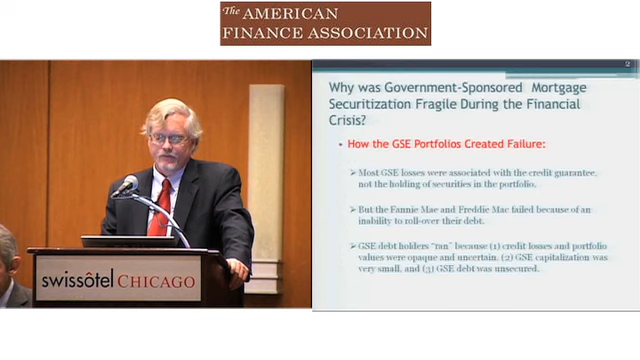 The AMERICAN
FINANCE ASSOCIATION
2
Why was Government-Sponsored Mortgage
Securitization Fragile During the Financial
Crisis?
• How the GSE Portfolios Created Failure:
➢ Most GSE losses were associated with the credit guarantee,
not the holding of securities in the portfolio.
➢ But the Fannie Mae and Freddie Mac failed because of an
inability to roll-over their debt.
➢ GSE debt holders "ran" because (1) credit losses and portfolio
values were opaque and uncertain. (2) GSE capitalization was
very small, and (3) GSE debt was unsecured.
swissôtel CHICAGO